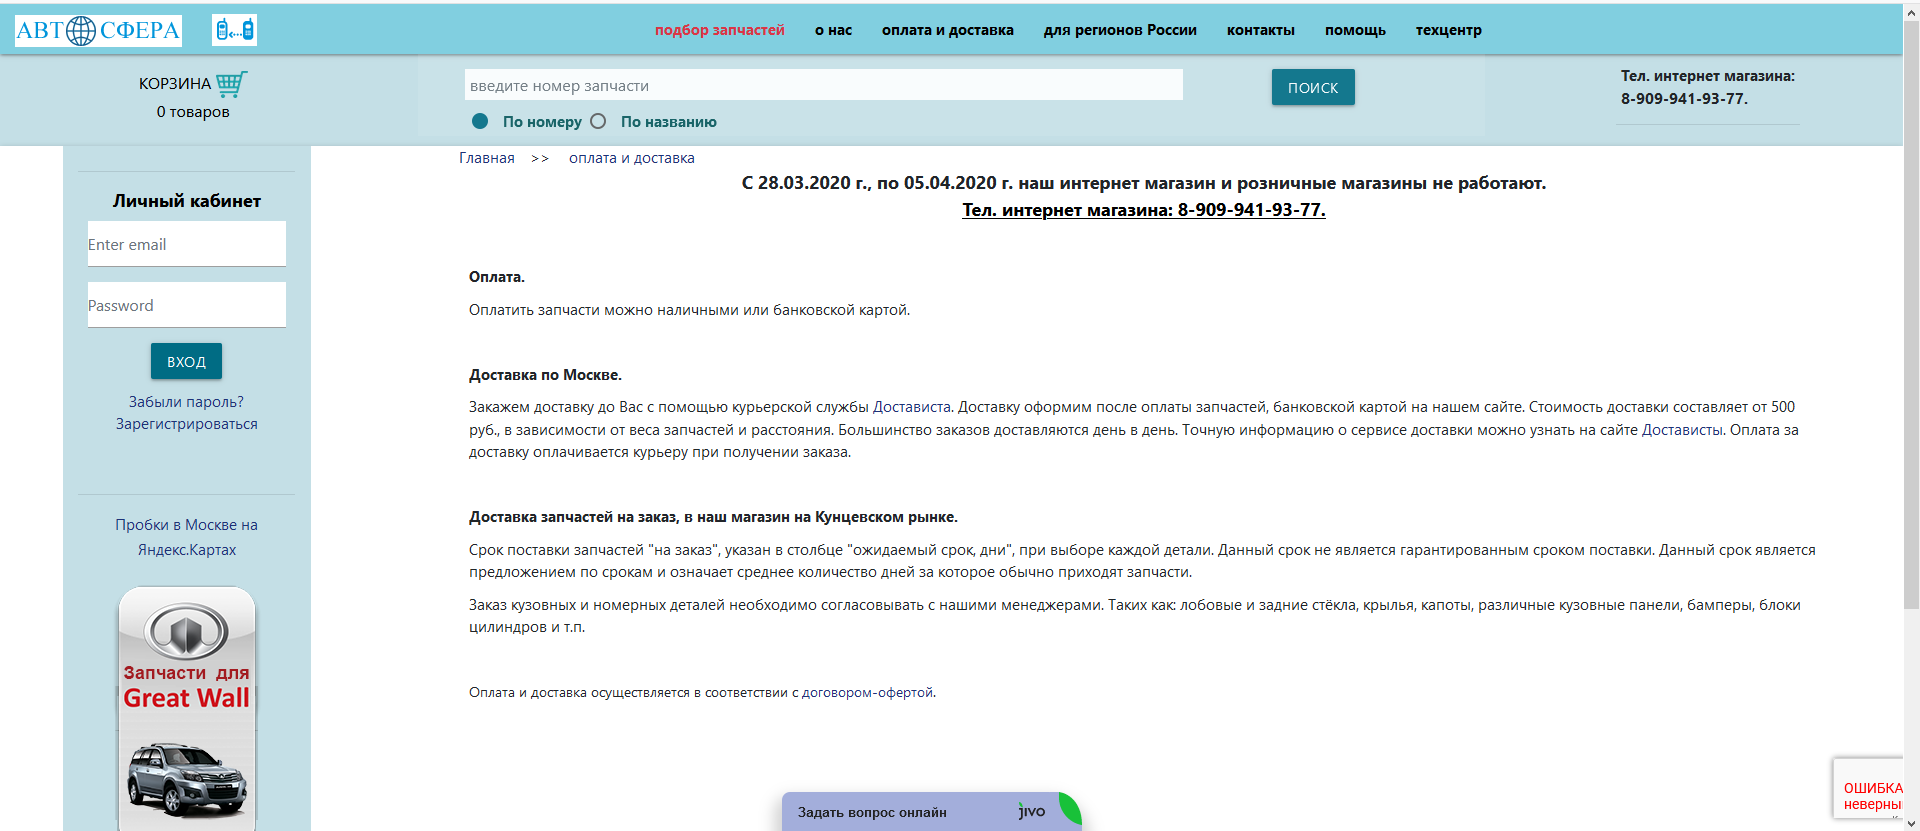 АВТОСФЕРА
подбор запчастей
о нас
оплата и доставка
для регионов России
контакты
помощь
техцентр
КОРЗИНА
0 товаров
введите номер запчасти
ПОИСК
По номеру
По названию
Тел. интернет магазина:
8-909-941-93-77.
Главная >> оплата и доставка
С 28.03.2020 г., по 05.04.2020 г. наш интернет магазин и розничные магазины не работают.
Тел. интернет магазина: 8-909-941-93-77.
Личный кабинет
Enter email
Password
ВХОД
Забыли пароль?
Зарегистрироваться
Пробки в Москве на
Яндекс.Картах
Запчасти для
Great Wall
Оплата.
Оплатить запчасти можно наличными или банковской картой.
Доставка по Москве.
Закажем доставку до Вас с помощью курьерской службы Достависта. Доставку оформим после оплаты запчастей, банковской картой на нашем сайте. Стоимость доставки составляет от 500
руб., в зависимости от веса запчастей и расстояния. Большинство заказов доставляются день в день. Точную информацию о сервисе доставки можно узнать на сайте Достависты. Оплата за
доставку оплачивается курьеру при получении заказа.
Доставка запчастей на заказ, в наш магазин на Кунцевском рынке.
Срок поставки запчастей "на заказ", указан в столбце "ожидаемый срок, дни", при выборе каждой детали. Данный срок не является гарантированным сроком поставки. Данный срок является
предложением по срокам и означает среднее количество дней за которое обычно приходят запчасти.
Заказ кузовных и номерных деталей необходимо согласовывать с нашими менеджерами. Таких как: лобовые и задние стёкла, крылья, капоты, различные кузовные панели, бамперы, блоки
цилиндров и т.п.
Оплата и доставка осуществляется в соответствии с договором-офертой.
Задать вопрос онлайн
jivo
ОШИБКА
неверны